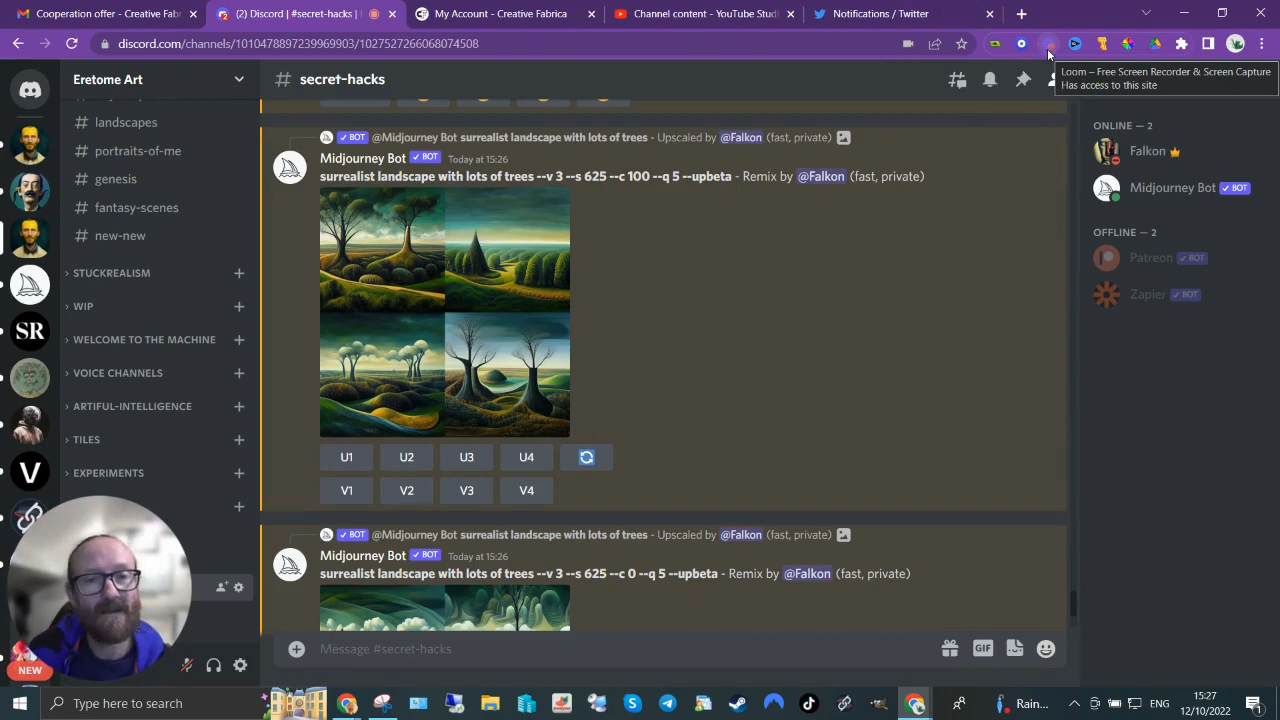 Cooperation offer - Creative Fabri
(2) Discord | #secret-hacks
My Account - Creative Fabrica
Channel content - YouTube Stud
Notifications / Twitter
discord.com/channels/1010478897239969903/1027527266068074508
Loom – Free Screen Recorder & Screen Capture
Has access to this site
Eretome Art
# secret-hacks
# landscapes
# portraits-of-me
# genesis
# fantasy-scenes
# new-new
STUCKREALISM
WIP
WELCOME TO THE MACHINE
VOICE CHANNELS
ARTIFUL-INTELLIGENCE
TILES
EXPERIMENTS
SR
V
NEW
BOT @Midjourney Bot surrealist landscape with lots of trees - Upscaled by @Falkon (fast, private)
Midjourney Bot BOT Today at 15:26
surrealist landscape with lots of trees --v 3 --s 625 --c 100 --q 5 --upbeta - Remix by @Falkon (fast, private)
U1 U2 U3 U4
V1 V2 V3 V4
BOT @Midjourney Bot surrealist landscape with lots of trees - Upscaled by @Falkon (fast, private)
Midjourney Bot BOT Today at 15:26
surrealist landscape with lots of trees --v 3 --s 625 --c 0 --q 5 --upbeta - Remix by @Falkon (fast, private)
Message #secret-hacks
GIF
ONLINE — 2
Falkon
Midjourney Bot BOT
OFFLINE — 2
Patreon BOT
Zapier BOT
Type here to search
Rain...
ENG
15:27
12/10/2022